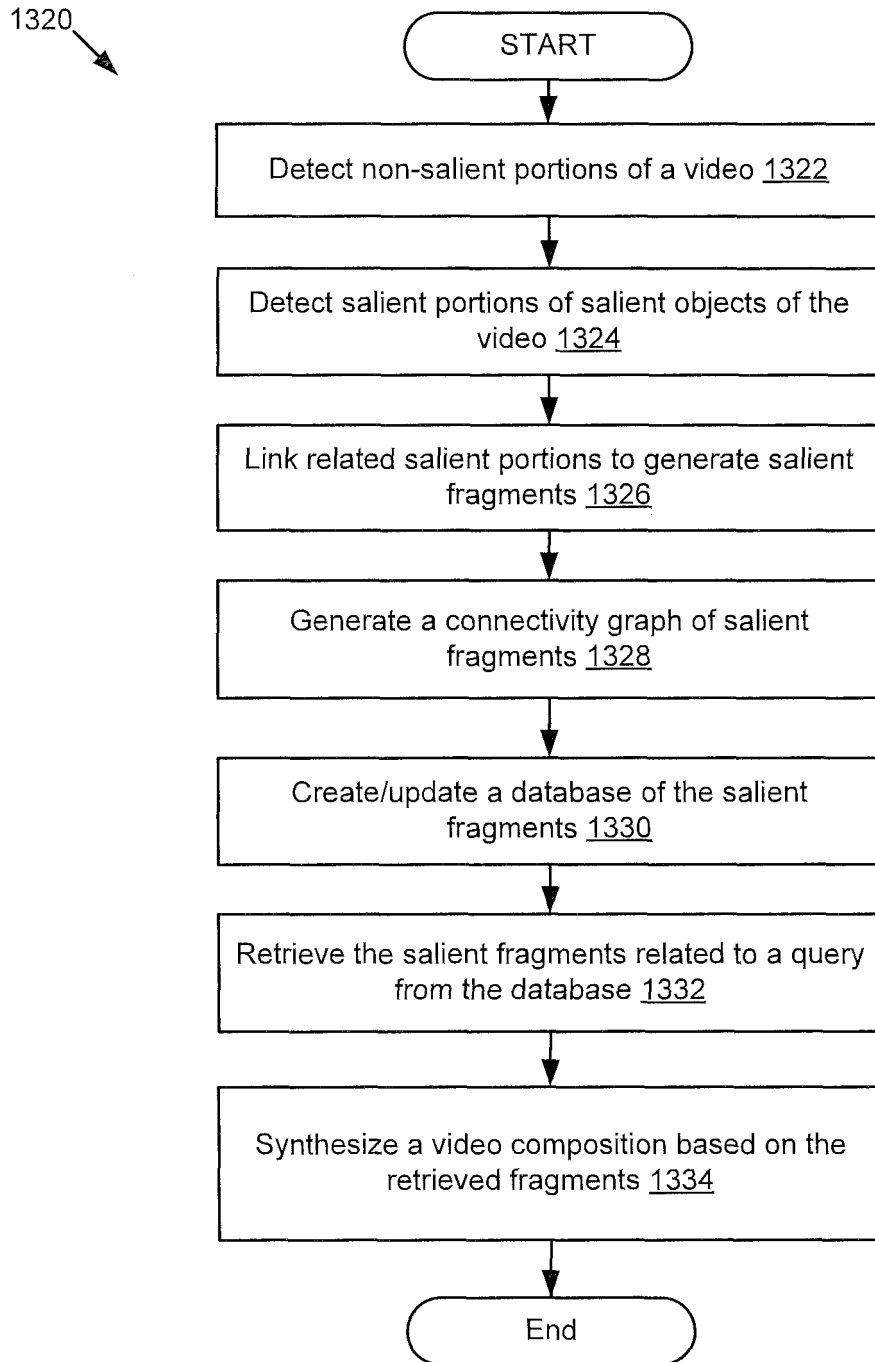 1320
START
Detect non-salient portions of a video 1322
Detect salient portions of salient objects of the
video 1324
Link related salient portions to generate salient
fragments 1326
Generate a connectivity graph of salient
fragments 1328
Create/update a database of the salient
fragments 1330
Retrieve the salient fragments related to a query
from the database 1332
Synthesize a video composition based on the
retrieved fragments 1334
End